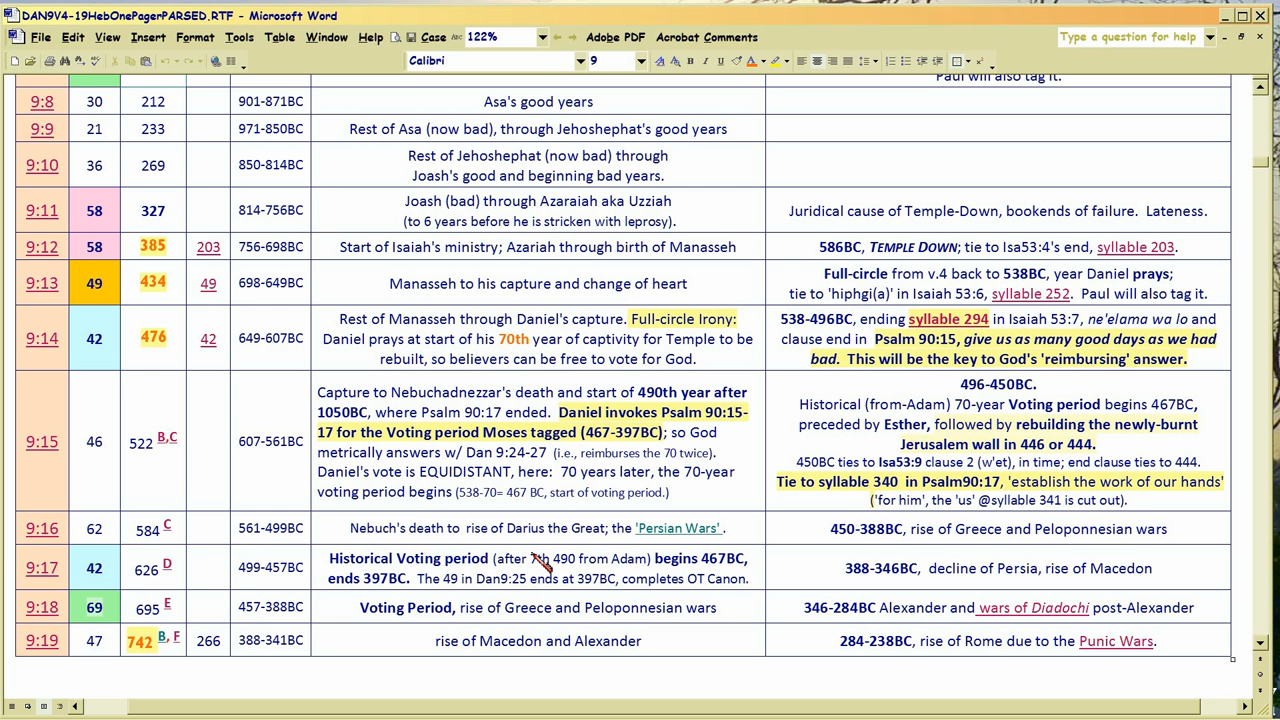 DAN9V4-19HebOnePagerPARSED.RTF - Microsoft Word
File Edit View Insert Format Tools Table Window Help Case 122% Adobe PDF Acrobat Comments Type a question for help
Calibri 9
Paul will also tag it.
9:8 30 212 901-871BC Asa's good years
9:9 21 233 971-850BC Rest of Asa (now bad), through Jehoshephat's good years
9:10 36 269 850-814BC Rest of Jehoshephat (now bad) through
Joash's good and beginning bad years.
9:11 58 327 814-756BC Joash (bad) through Azaraiah aka Uzziah
(to 6 years before he is stricken with leprosy).
Juridical cause of Temple-Down, bookends of failure. Lateness.
9:12 58 385 203 756-698BC Start of Isaiah's ministry; Azariah through birth of Manasseh 586BC, TEMPLE DOWN; tie to Isa53:4's end, syllable 203.
9:13 49 434 49 698-649BC Manasseh to his capture and change of heart
Full-circle from v.4 back to 538BC, year Daniel prays;
tie to 'hiphgi(a)' in Isaiah 53:6, syllable 252. Paul will also tag it.
9:14 42 476 42 649-607BC
Rest of Manasseh through Daniel's capture. Full-circle Irony:
Daniel prays at start of his 70th year of captivity for Temple to be
rebuilt, so believers can be free to vote for God.
538-496BC, ending syllable 294 in Isaiah 53:7, ne'elama wa lo and
clause end in Psalm 90:15, give us as many good days as we had
bad. This will be the key to God's 'reimbursing' answer.
9:15 46 522 B,C 607-561BC
Capture to Nebuchadnezzar's death and start of 490th year after
1050BC, where Psalm 90:17 ended. Daniel invokes Psalm 90:15-
17 for the Voting period Moses tagged (467-397BC); so God
metrically answers w/ Dan 9:24-27 (i.e., reimburses the 70 twice).
Daniel's vote is EQUIDISTANT, here: 70 years later, the 70-year
voting period begins (538-70= 467 BC, start of voting period.)
496-450BC.
Historical (from-Adam) 70-year Voting period begins 467BC,
preceded by Esther, followed by rebuilding the newly-burnt
Jerusalem wall in 446 or 444.
450BC ties to Isa53:9 clause 2 (w'et), in time; end clause ties to 444.
Tie to syllable 340 in Psalm90:17, 'establish the work of our hands'
('for him', the 'us' @syllable 341 is cut out).
9:16 62 584 C 561-499BC Nebuch's death to rise of Darius the Great; the 'Persian Wars' . 450-388BC, rise of Greece and Peloponnesian wars
9:17 42 626 D 499-457BC
Historical Voting period (after 7th 490 from Adam) begins 467BC,
ends 397BC. The 49 in Dan9:25 ends at 397BC, completes OT Canon.
388-346BC, decline of Persia, rise of Macedon
9:18 69 695 E 457-388BC Voting Period, rise of Greece and Peloponnesian wars 346-284BC Alexander and wars of Diadochi post-Alexander
9:19 47 742 B, F 266 388-341BC rise of Macedon and Alexander 284-238BC, rise of Rome due to the Punic Wars.